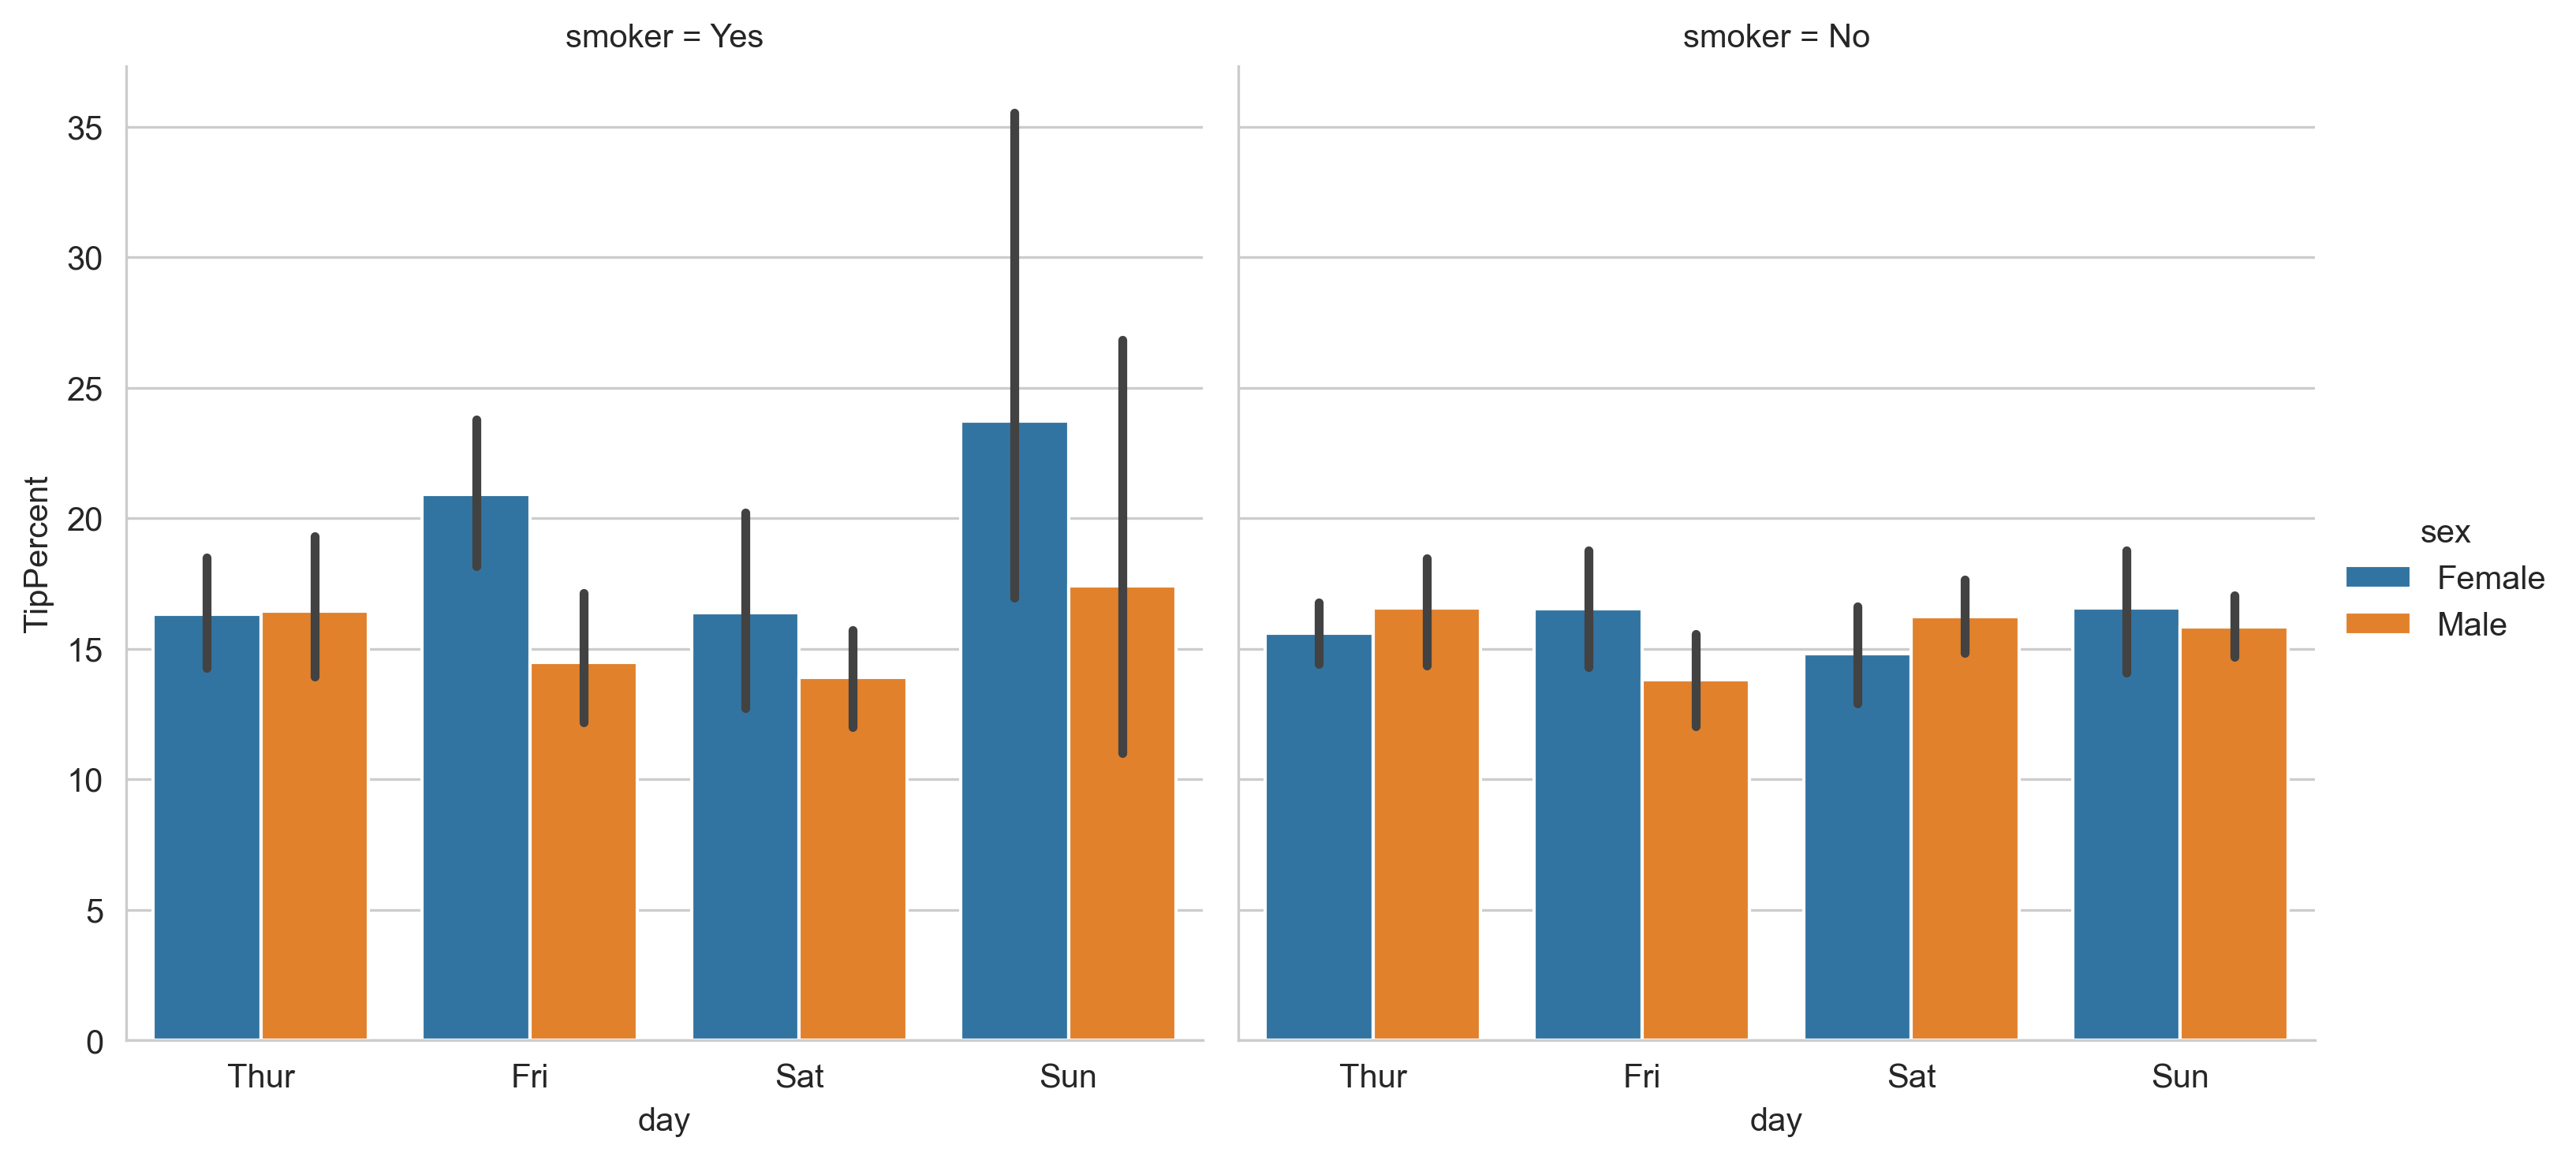 smoker = Yes
smoker = No
TipPercent
35
30
25
20
15
10
5
0
Thur Fri Sat Sun
day
Thur Fri Sat Sun
day
sex
Female
Male